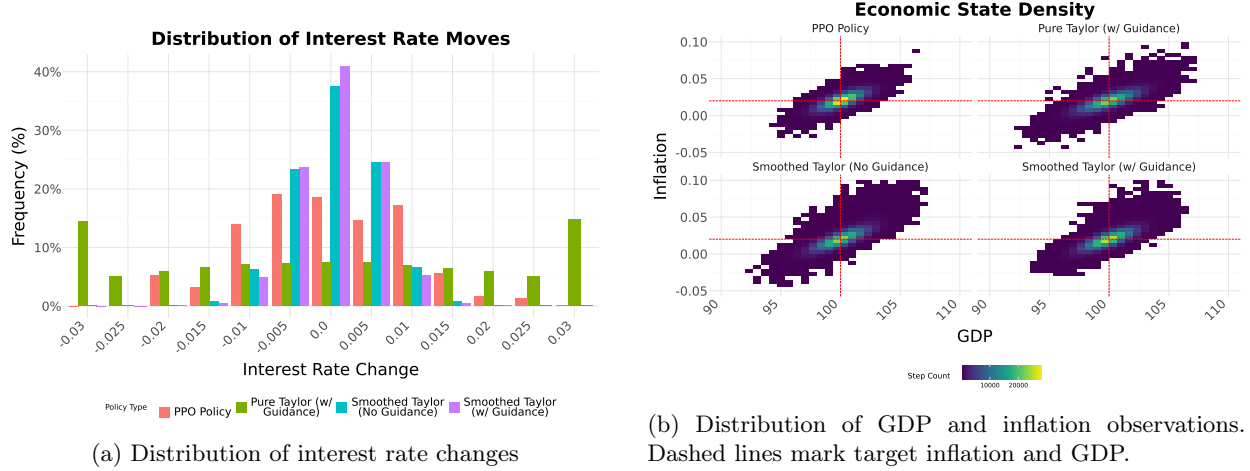 Distribution of Interest Rate Moves
40%
30%
20%
10%
0%
Frequency (%)
-0.03
-0.025
-0.02
-0.015
-0.01
-0.005
0.0
0.005
0.01
0.015
0.02
0.025
0.03
Interest Rate Change
Policy Type
PPO Policy
Pure Taylor (w/
Guidance)
Smoothed Taylor
(No Guidance)
Smoothed Taylor
(w/ Guidance)
(a) Distribution of interest rate changes
Economic State Density
PPO Policy
Pure Taylor (w/ Guidance)
0.10
0.05
0.00
-0.05
Smoothed Taylor (No Guidance)
Smoothed Taylor (w/ Guidance)
0.10
0.05
0.00
-0.05
Inflation
90
95
100
105
110
90
95
100
105
110
GDP
Step Count
10000
20000
(b) Distribution of GDP and inflation observations.
Dashed lines mark target inflation and GDP.